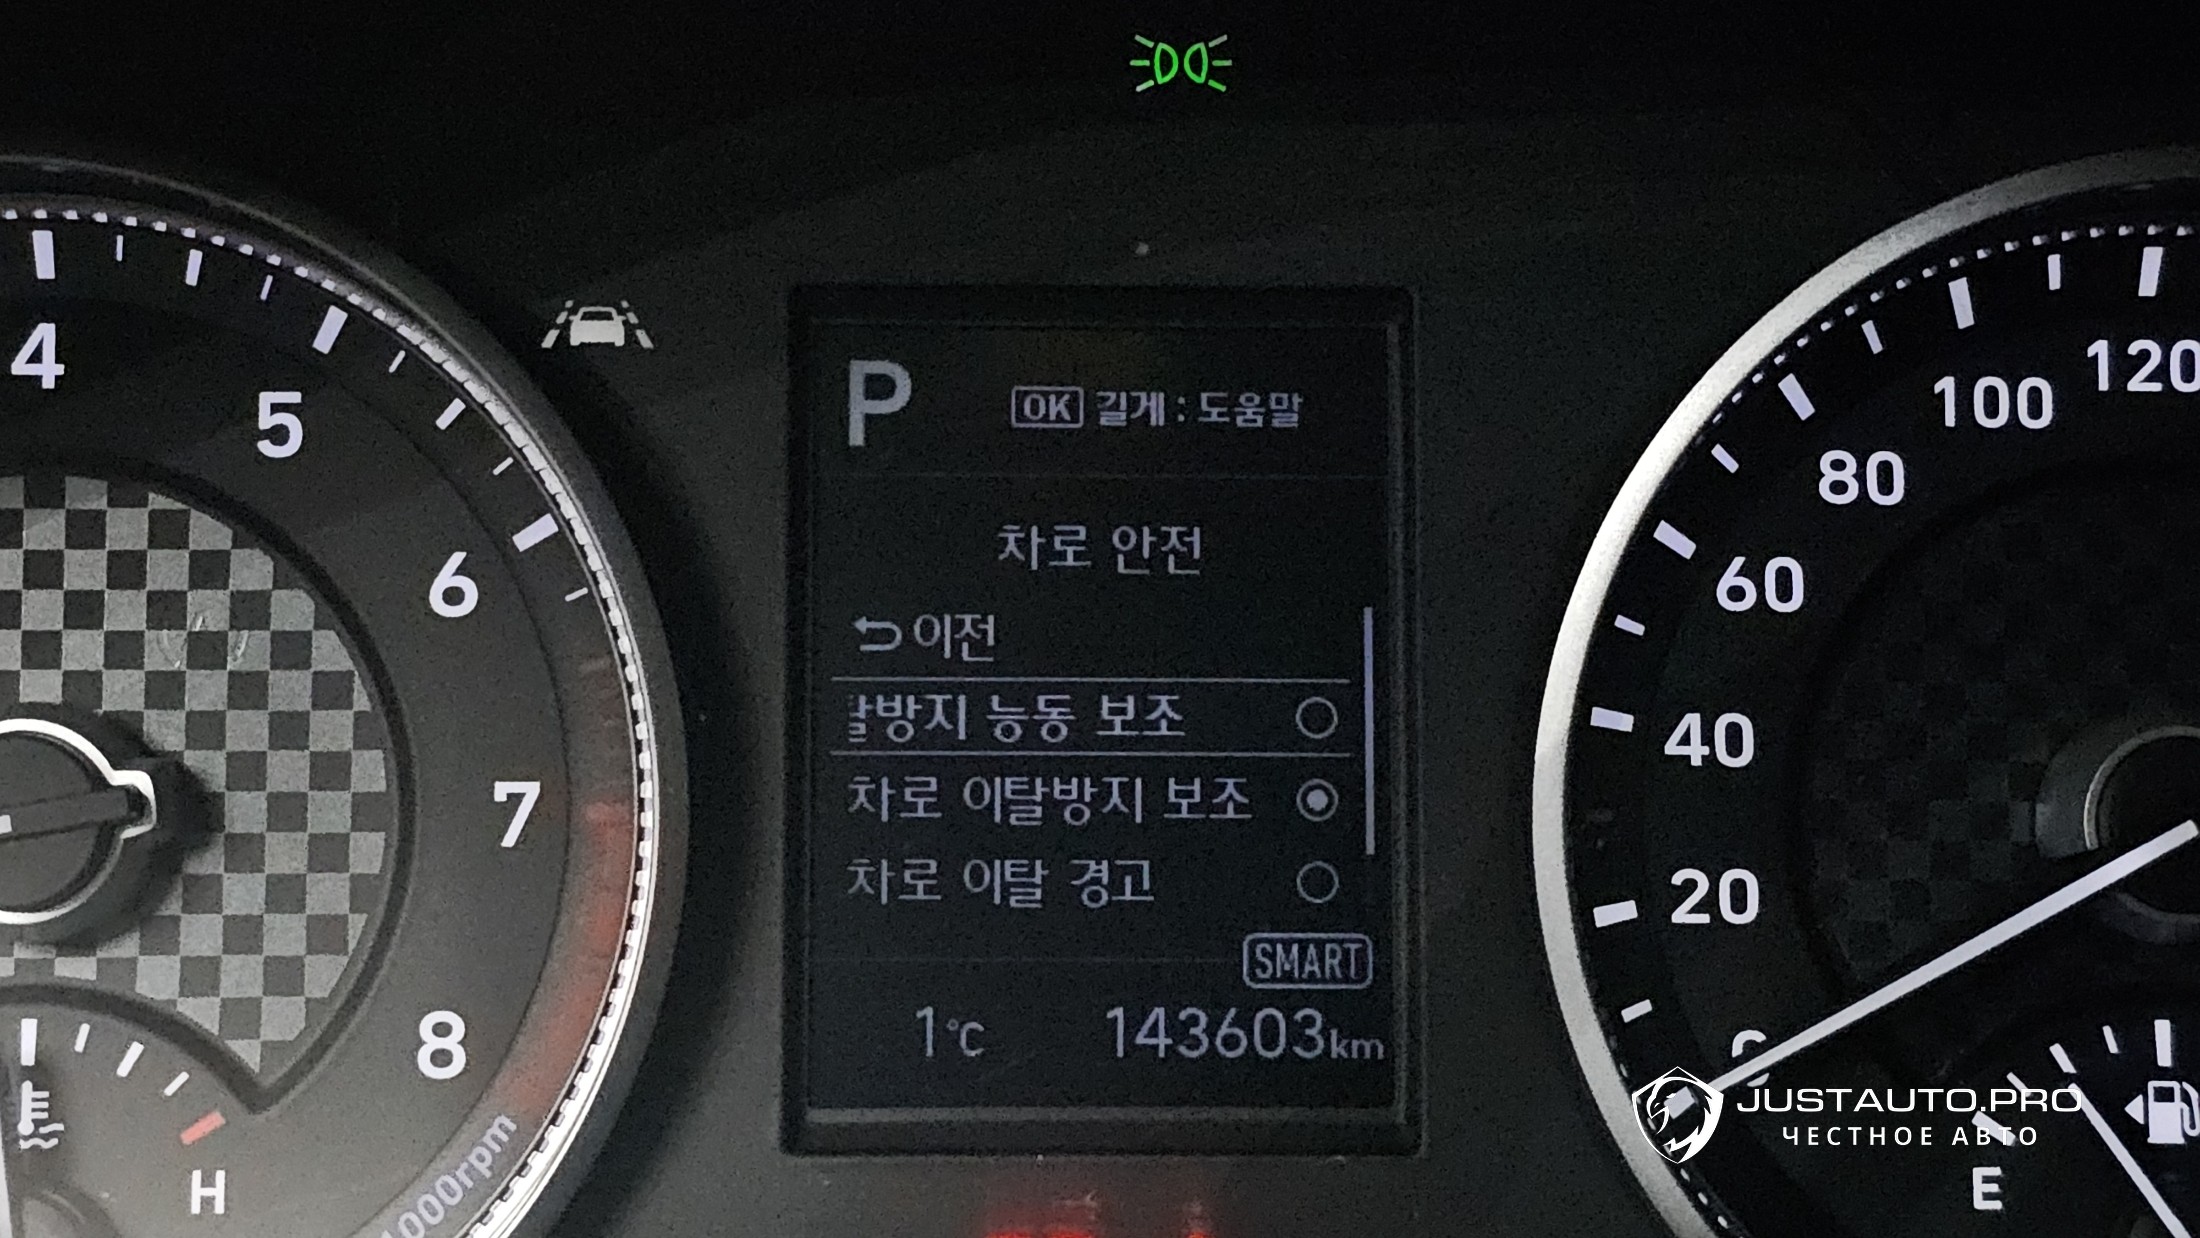 P
OK 길게 : 도움말
차로 안전
이전
방지 능동 보조
차로 이탈방지 보조
차로 이탈 경고
SMART
1°C 143603km
4
5
6
7
8
H
1000rpm
120
100
80
60
40
20
E
JUSTAUTO.PRO
ЧЕСТНОЕ АВТО